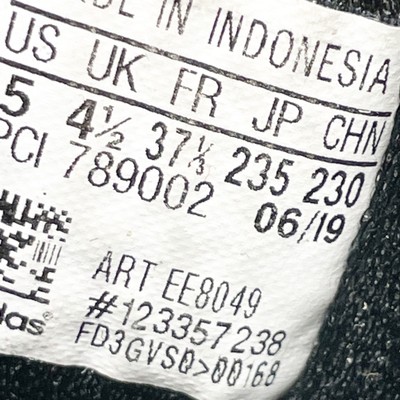 IN INDONESIA
US UK FR JP CHN
5 4½ 37⅓ 235 230
PCI 789002 06/19
ART EE8049
#123357238
FD3GVS0>00168